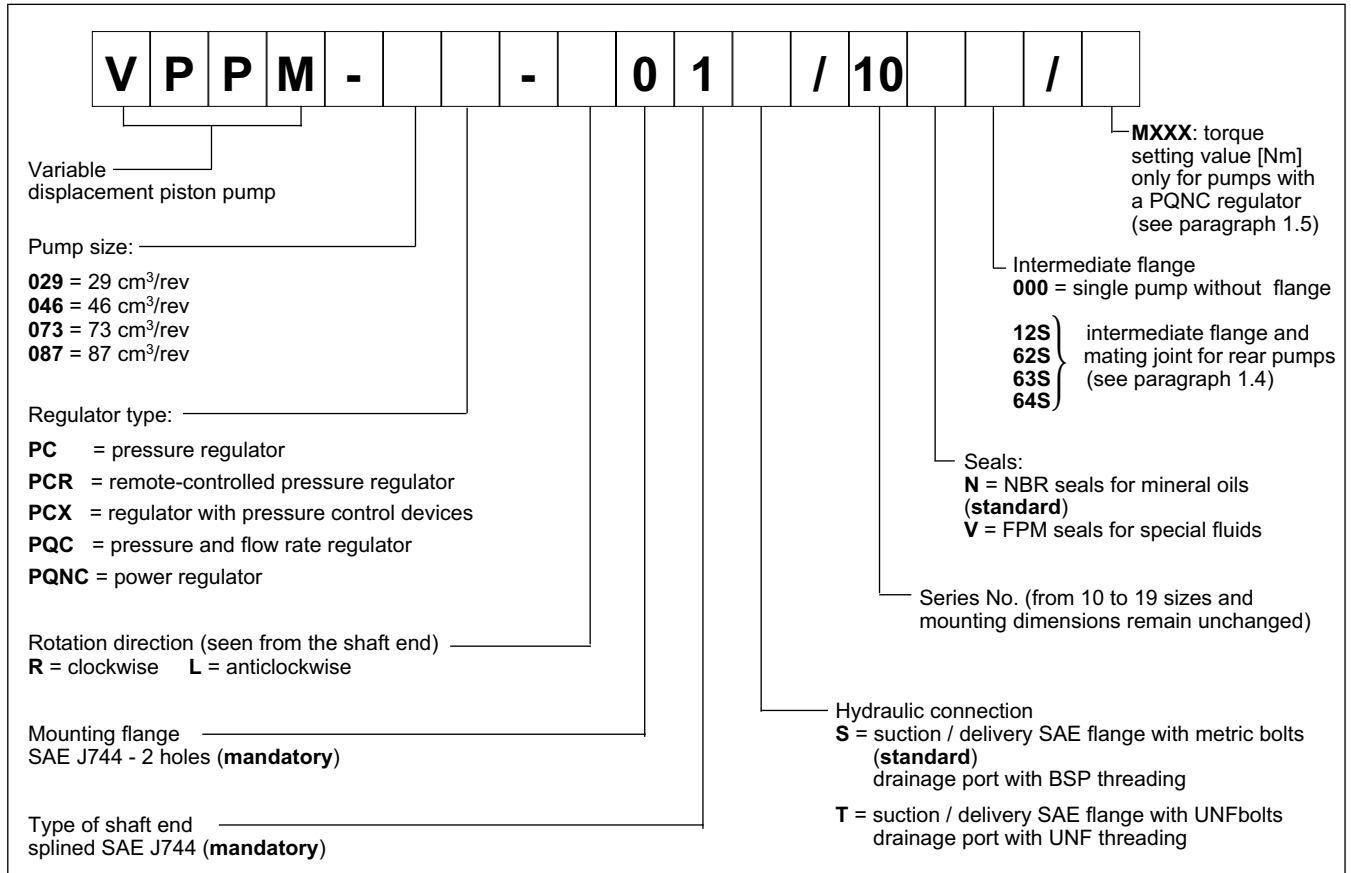 VPPM - - 01 /10 /
Variable
displacement piston pump
Pump size:
029 = 29 cm³/rev
046 = 46 cm³/rev
073 = 73 cm³/rev
087 = 87 cm³/rev
Regulator type:
PC = pressure regulator
PCR = remote-controlled pressure regulator
PCX = regulator with pressure control devices
PQC = pressure and flow rate regulator
PQNC = power regulator
Rotation direction (seen from the shaft end)
R = clockwise L = anticlockwise
Mounting flange
SAE J744 - 2 holes (mandatory)
Type of shaft end
splined SAE J744 (mandatory)
MXXX: torque
setting value [Nm]
only for pumps with
a PQNC regulator
(see paragraph 1.5)
Intermediate flange
000 = single pump without flange
12S intermediate flange and
62S mating joint for rear pumps
63S (see paragraph 1.4)
64S
Seals:
N = NBR seals for mineral oils
(standard)
V = FPM seals for special fluids
Series No. (from 10 to 19 sizes and
mounting dimensions remain unchanged)
Hydraulic connection
S = suction / delivery SAE flange with metric bolts
(standard)
drainage port with BSP threading
T = suction / delivery SAE flange with UNFbolts
drainage port with UNF threading